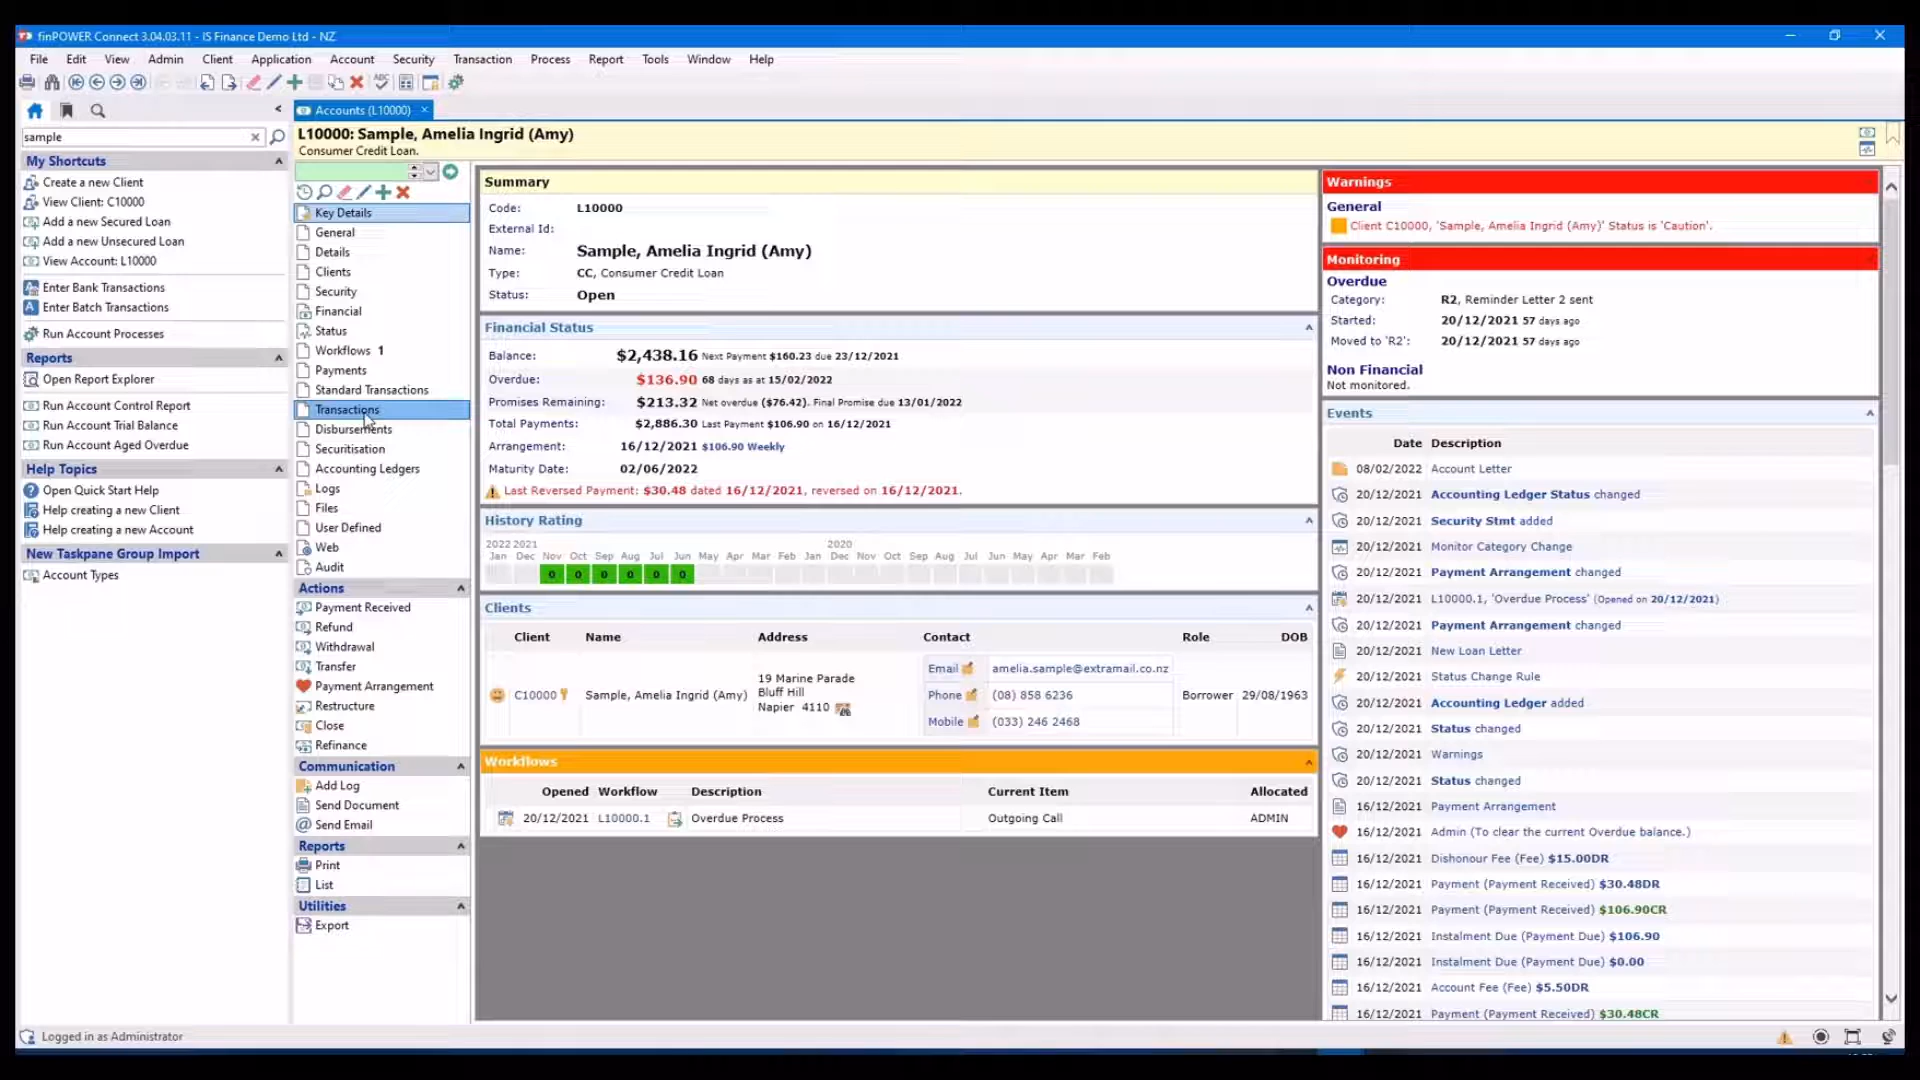 finPOWER Connect 3.04.03.11 - IS Finance Demo Ltd - NZ
File Edit View Admin Client Application Account Security Transaction Process Report Tools Window Help
Accounts (L10000)
sample
My Shortcuts
Create a new Client
View Client: C10000
Add a new Secured Loan
Add a new Unsecured Loan
View Account: L10000
Enter Bank Transactions
Enter Batch Transactions
Run Account Processes
Reports
Open Report Explorer
Run Account Control Report
Run Account Trial Balance
Run Account Aged Overdue
Help Topics
Open Quick Start Help
Help creating a new Client
Help creating a new Account
New Taskpane Group Import
Account Types
L10000: Sample, Amelia Ingrid (Amy)
Consumer Credit Loan.
Key Details
General
Details
Clients
Security
Financial
Status
Workflows 1
Payments
Standard Transactions
Transactions
Disbursements
Securitisation
Accounting Ledgers
Logs
Files
User Defined
Web
Audit
Actions
Payment Received
Refund
Withdrawal
Transfer
Payment Arrangement
Restructure
Close
Refinance
Communication
Add Log
Send Document
Send Email
Reports
Print
List
Utilities
Export
Summary
Code: L10000
External Id:
Name: Sample, Amelia Ingrid (Amy)
Type: CC, Consumer Credit Loan
Status: Open
Financial Status
Balance: $2,438.16 Next Payment $160.23 due 23/12/2021
Overdue: $136.90 68 days as at 15/02/2022
Promises Remaining: $213.32 Net overdue ($76.42). Final Promise due 13/01/2022
Total Payments: $2,886.30 Last Payment $106.90 on 16/12/2021
Arrangement: 16/12/2021 $106.90 Weekly
Maturity Date: 02/06/2022
Last Reversed Payment: $30.48 dated 16/12/2021, reversed on 16/12/2021.
History Rating
2022 2021 2020
Jan Dec Nov Oct Sep Aug Jul Jun May Apr Mar Feb Jan Dec Nov Oct Sep Aug Jul Jun May Apr Mar Feb
0 0 0 0 0 0
Clients
Client Name Address Contact Role DOB
C10000 Sample, Amelia Ingrid (Amy) 19 Marine Parade
Bluff Hill
Napier 4110
Email amelia.sample@extramail.co.nz
Phone (08) 858 6236
Mobile (033) 246 2468
Borrower 29/08/1963
Workflows
Opened Workflow Description Current Item Allocated
20/12/2021 L10000.1 Overdue Process Outgoing Call ADMIN
Warnings
General
Client C10000, 'Sample, Amelia Ingrid (Amy)' Status is 'Caution'.
Monitoring
Overdue
Category: R2, Reminder Letter 2 sent
Started: 20/12/2021 57 days ago
Moved to 'R2': 20/12/2021 57 days ago
Non Financial
Not monitored.
Events
Date Description
08/02/2022 Account Letter
20/12/2021 Accounting Ledger Status changed
20/12/2021 Security Stmt added
20/12/2021 Monitor Category Change
20/12/2021 Payment Arrangement changed
20/12/2021 L10000.1, 'Overdue Process' (Opened on 20/12/2021)
20/12/2021 Payment Arrangement changed
20/12/2021 New Loan Letter
20/12/2021 Status Change Rule
20/12/2021 Accounting Ledger added
20/12/2021 Status changed
20/12/2021 Warnings
20/12/2021 Status changed
16/12/2021 Payment Arrangement
16/12/2021 Admin (To clear the current Overdue balance.)
16/12/2021 Dishonour Fee (Fee) $15.00DR
16/12/2021 Payment (Payment Received) $30.48DR
16/12/2021 Payment (Payment Received) $106.90CR
16/12/2021 Instalment Due (Payment Due) $106.90
16/12/2021 Instalment Due (Payment Due) $0.00
16/12/2021 Account Fee (Fee) $5.50DR
16/12/2021 Payment (Payment Received) $30.48CR
Logged in as Administrator